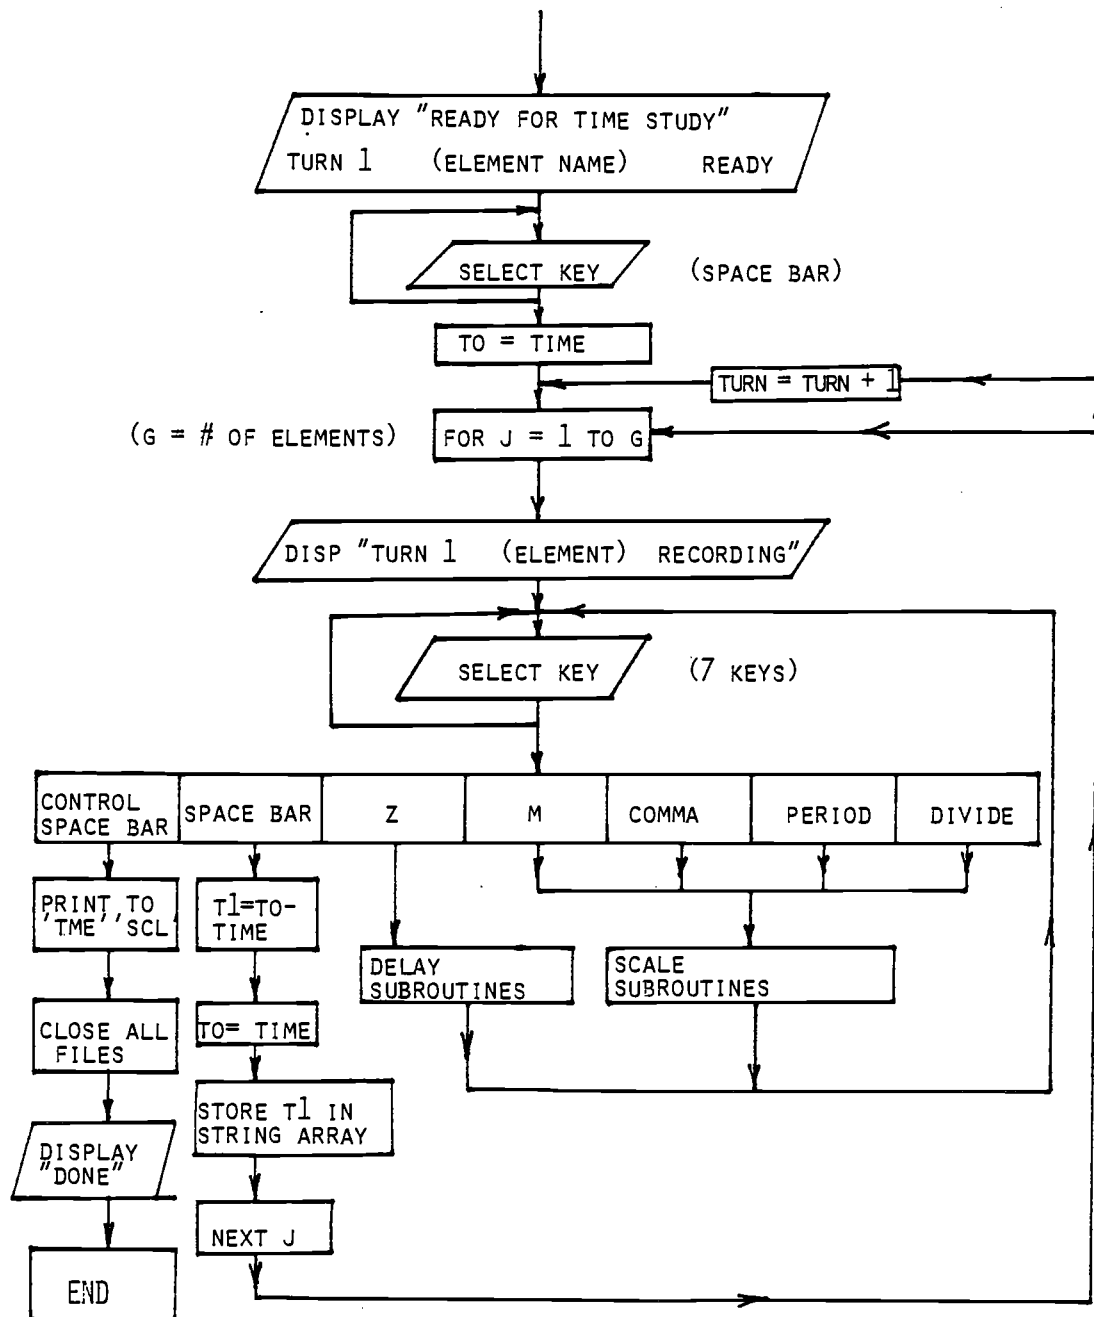 DISPLAY "READY FOR TIME STUDY"
TURN 1 (ELEMENT NAME) READY
SELECT KEY
(SPACE BAR)
TO = TIME
TURN = TURN + 1
(G = # OF ELEMENTS)
FOR J = 1 TO G
DISP "TURN 1 (ELEMENT) RECORDING"
SELECT KEY
(7 KEYS)
CONTROL
SPACE BAR
SPACE BAR
Z
M
COMMA
PERIOD
DIVIDE
PRINT TO
'TME''SCL'
T1=TO-
TIME
DELAY
SUBROUTINES
SCALE
SUBROUTINES
CLOSE ALL
FILES
TO= TIME
STORE T1 IN
STRING ARRAY
DISPLAY
"DONE"
NEXT J
END